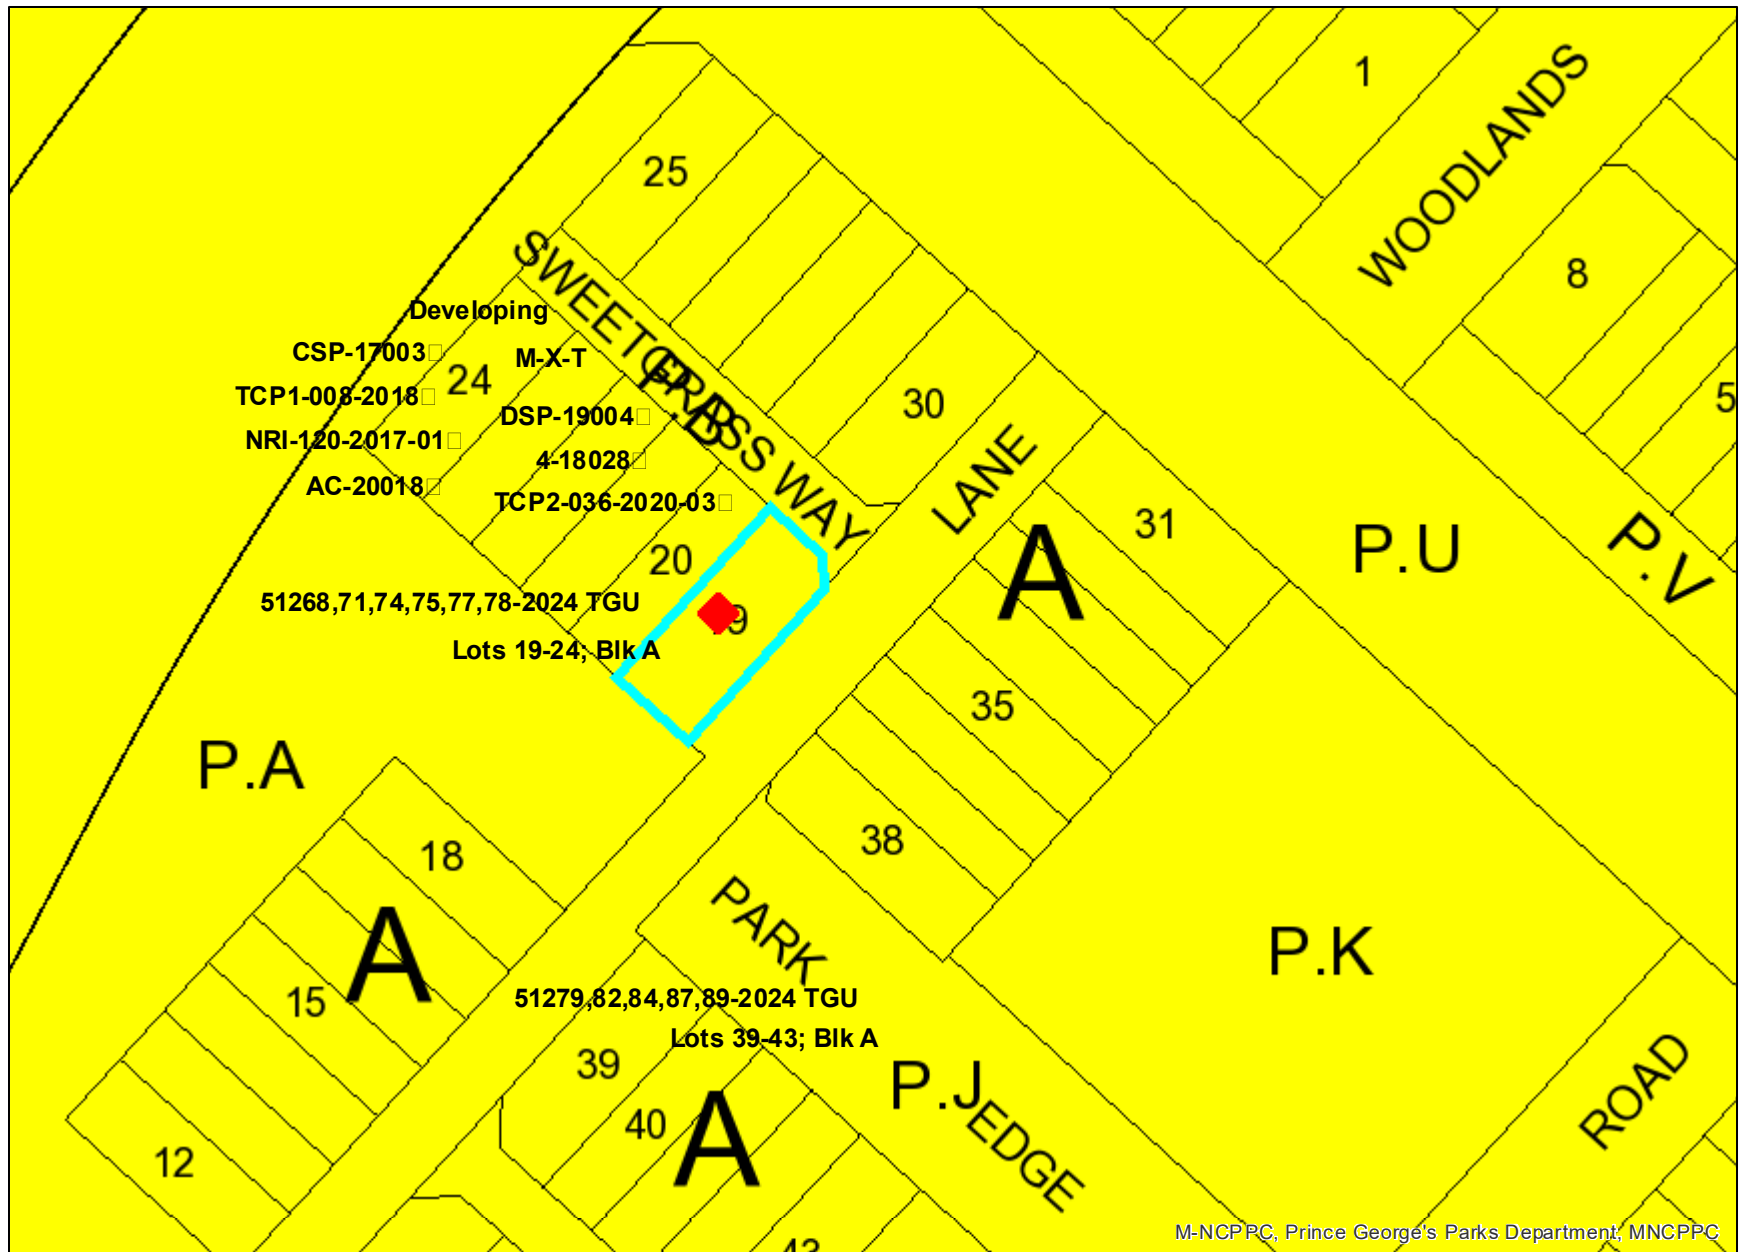 1
WOODLANDS
25
8
SWEETGRASS WAY
Developing
CSP-17003
M-X-T
24
TCP1-008-2018
P.B
30
5
DSP-19004
NRI-120-2017-01
4-18028
LANE
AC-20018
TCP2-036-2020-03
31
A
P.U
P.V
20
51268,71,74,75,77,78-2024 TGU
9
Lots 19-24; Blk A
35
P.A
38
18
PARK
A
P.K
15
51279,82,84,87,89-2024 TGU
Lots 39-43; Blk A
39
P.J
ROAD
40
A
EDGE
12
43
M-NCPPC, Prince George's Parks Department, MNCPPC